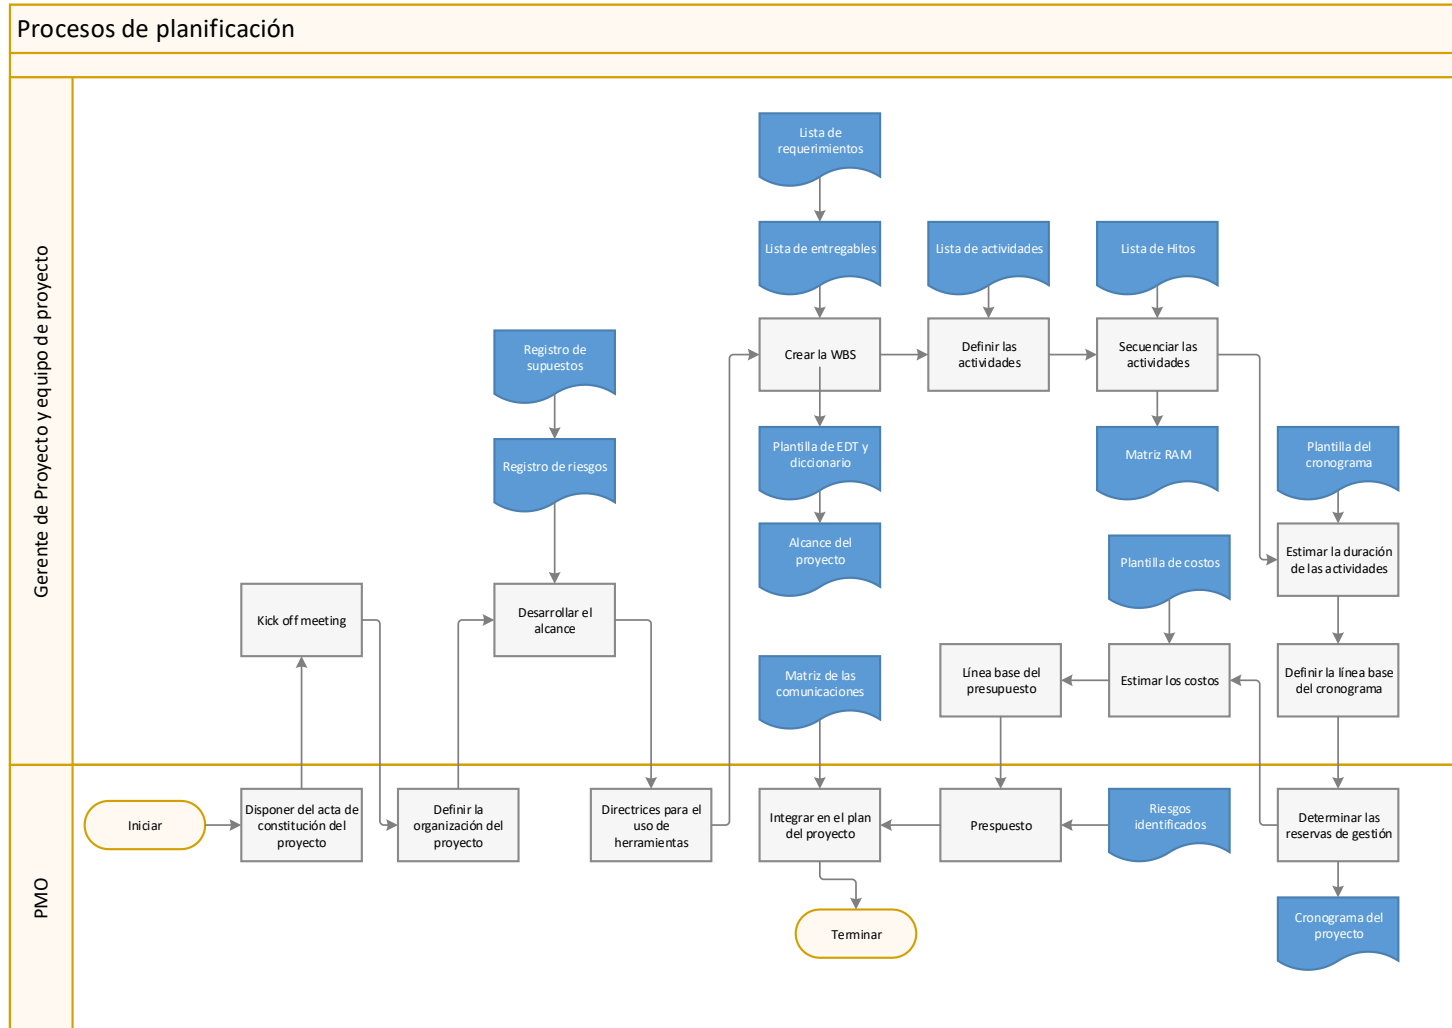 Procesos de planificación
Gerente de Proyecto y equipo de proyecto
Lista de
requerimientos
Lista de entregables
Lista de actividades
Lista de Hitos
Registro de
supuestos
Crear la WBS
Definir las
actividades
Secuenciar las
actividades
Registro de riesgos
Plantilla de EDT y
diccionario
Matriz RAM
Plantilla del
cronograma
Alcance del
proyecto
Plantilla de costos
Estimar la duración
de las actividades
Kick off meeting
Desarrollar el
alcance
Matriz de las
comunicaciones
Línea base del
presupuesto
Estimar los costos
Definir la línea base
del cronograma
PMO
Iniciar
Disponer del acta de
constitución del
proyecto
Definir la
organización del
proyecto
Directrices para el
uso de
herramientas
Integrar en el plan
del proyecto
Prespuesto
Riesgos
identificados
Determinar las
reservas de gestión
Terminar
Cronograma del
proyecto